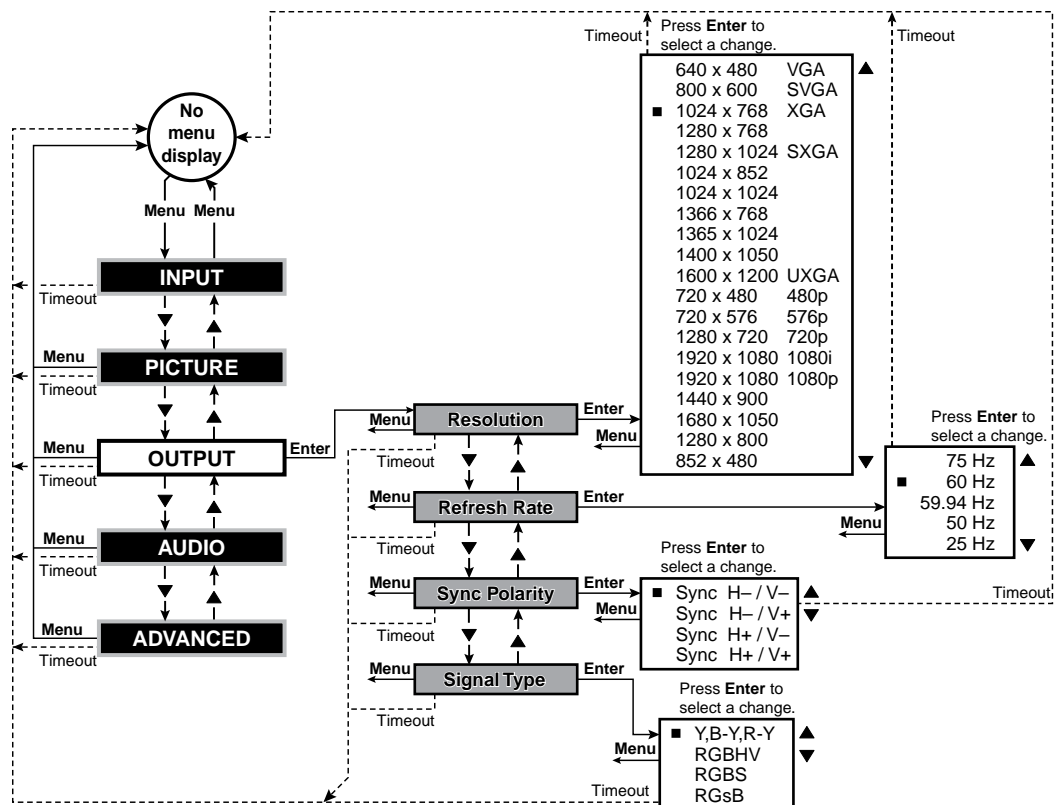 Timeout
Press Enter to
select a change.
Timeout
640 x 480 VGA
800 x 600 SVGA
1024 x 768 XGA
1280 x 768
1280 x 1024 SXGA
1024 x 852
1024 x 1024
1366 x 768
1365 x 1024
1400 x 1050
1600 x 1200 UXGA
720 x 480 480p
720 x 576 576p
1280 x 720 720p
1920 x 1080 1080i
1920 x 1080 1080p
1440 x 900
1680 x 1050
1280 x 800
852 x 480
No
menu
display
Menu Menu
INPUT
Timeout
Menu
PICTURE
Timeout
Menu
OUTPUT
Enter
Timeout
Menu
AUDIO
Timeout
Menu
ADVANCED
Timeout
Menu
Resolution
Enter
Menu
Timeout
Menu
Refresh Rate
Enter
Timeout
Press Enter to
select a change.
75 Hz
60 Hz
59.94 Hz
50 Hz
25 Hz
Menu
Menu
Sync Polarity
Enter
Menu
Timeout
Press Enter to
select a change.
Sync H– / V–
Sync H– / V+
Sync H+ / V–
Sync H+ / V+
Timeout
Menu
Signal Type
Enter
Timeout
Press Enter to
select a change.
Y,B-Y,R-Y
RGBHV
RGBS
RGsB
Menu
Timeout